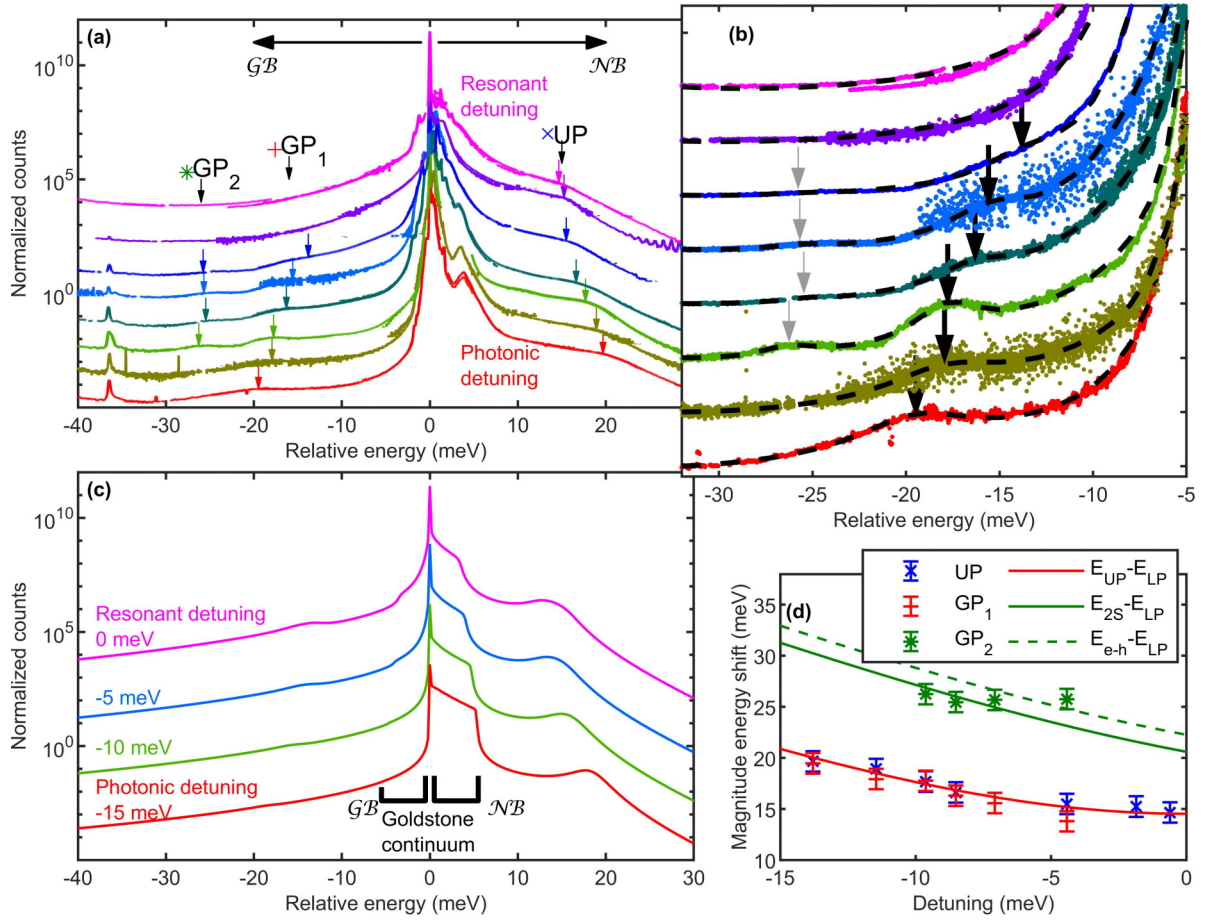 (a)
GB
NB
Resonant
detuning
×UP
+GP1
*GP2
Photonic
detuning
Normalized counts
10^10
10^5
10^0
-40 -30 -20 -10 0 10 20
Relative energy (meV)
(b)
-30 -25 -20 -15 -10 -5
Relative energy (meV)
(c)
Resonant detuning
0 meV
-5 meV
-10 meV
Photonic detuning
-15 meV
GB
NB
Goldstone
continuum
Normalized counts
10^10
10^5
10^0
-40 -30 -20 -10 0 10 20 30
Relative energy (meV)
(d)
UP E_UP-E_LP
GP1 E_2S-E_LP
GP2 E_e-h-E_LP
Magnitude energy shift (meV)
35
30
25
20
15
10
-15 -10 -5 0
Detuning (meV)